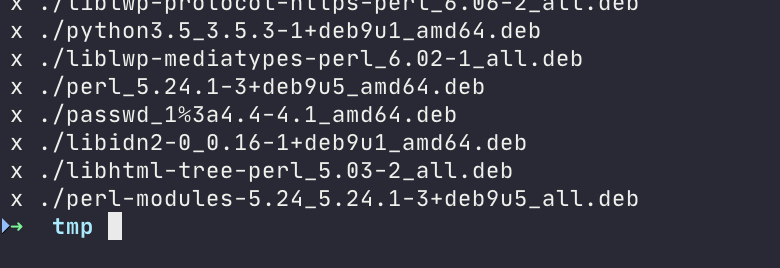 x ./liblwp-protocol-https-perl_6.06-2_all.deb
x ./python3.5_3.5.3-1+deb9u1_amd64.deb
x ./liblwp-mediatypes-perl_6.02-1_all.deb
x ./perl_5.24.1-3+deb9u5_amd64.deb
x ./passwd_1%3a4.4-4.1_amd64.deb
x ./libidn2-0_0.16-1+deb9u1_amd64.deb
x ./libhtml-tree-perl_5.03-2_all.deb
x ./perl-modules-5.24_5.24.1-3+deb9u5_all.deb
➜ tmp